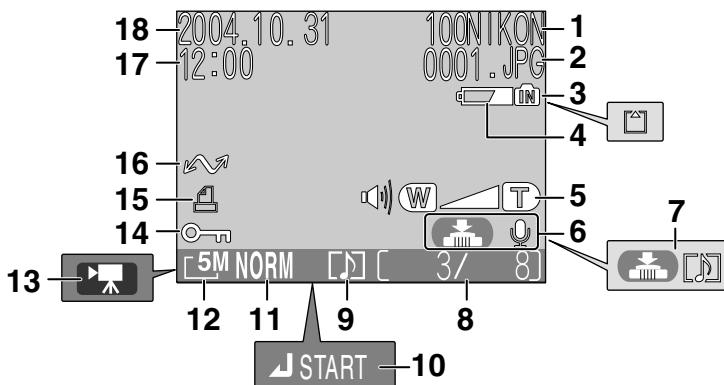 18 2004.10.31 100NIKON 1
17 12:00 0001.JPG 2
IN 3
4
16
15 W T 5
14 6 7
13 5M NORM [ 3/ 8]
12 11 9 8
START 10